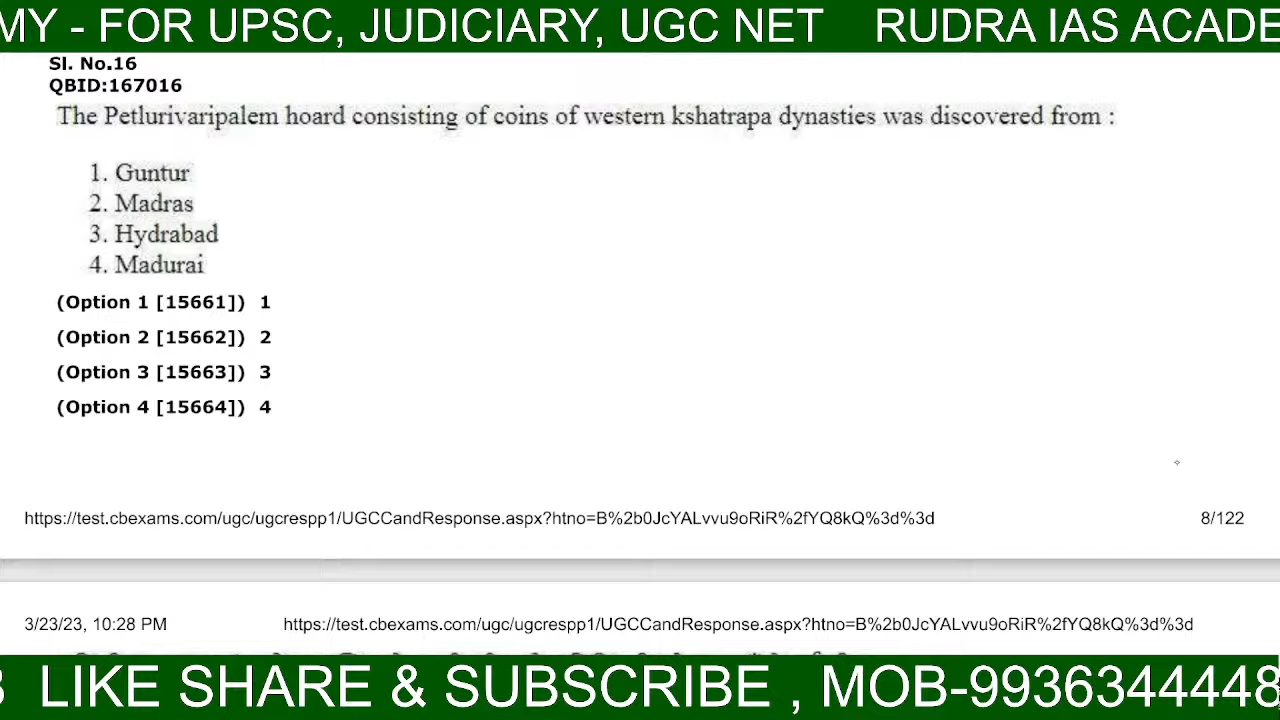 MY - FOR UPSC, JUDICIARY, UGC NET RUDRA IAS ACADE
Sl. No.16
QBID:167016
The Petlurivaripalem hoard consisting of coins of western kshatrapa dynasties was discovered from :
1. Guntur
2. Madras
3. Hydrabad
4. Madurai
(Option 1 [15661]) 1
(Option 2 [15662]) 2
(Option 3 [15663]) 3
(Option 4 [15664]) 4
https://test.cbexams.com/ugc/ugcrespp1/UGCCandResponse.aspx?htno=B%2b0JcYALvvu9oRiR%2fYQ8kQ%3d%3d 8/122
3/23/23, 10:28 PM https://test.cbexams.com/ugc/ugcrespp1/UGCCandResponse.aspx?htno=B%2b0JcYALvvu9oRiR%2fYQ8kQ%3d%3d
LIKE SHARE & SUBSCRIBE , MOB-9936344448